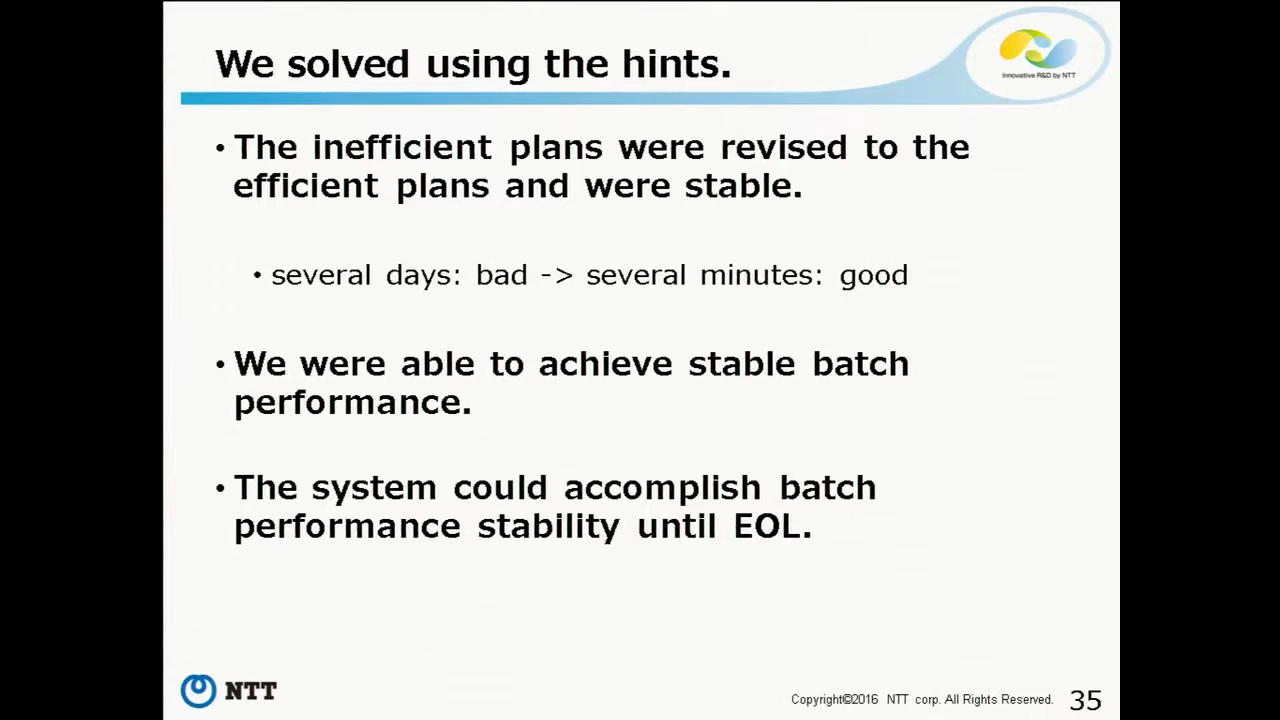 We solved using the hints.
Innovative R&D by NTT
• The inefficient plans were revised to the
efficient plans and were stable.
• several days: bad -> several minutes: good
• We were able to achieve stable batch
performance.
• The system could accomplish batch
performance stability until EOL.
NTT
Copyright©2016 NTT corp. All Rights Reserved.
35